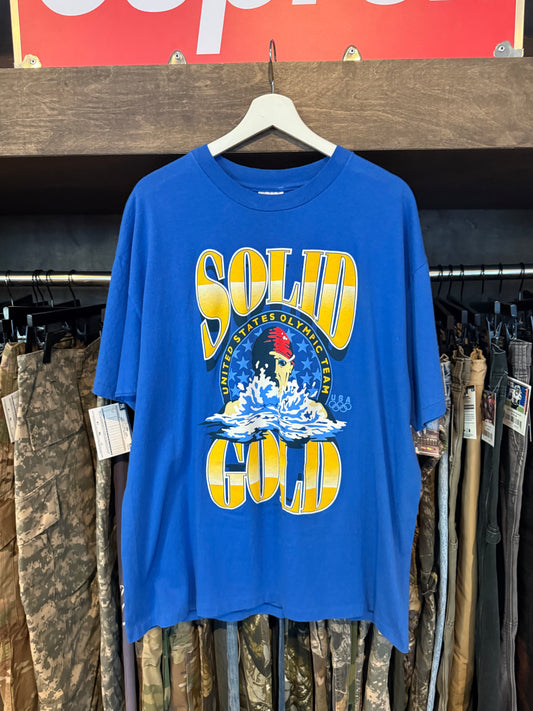 SOLID
UNITED STATES OLYMPIC TEAM
USA
GOLD